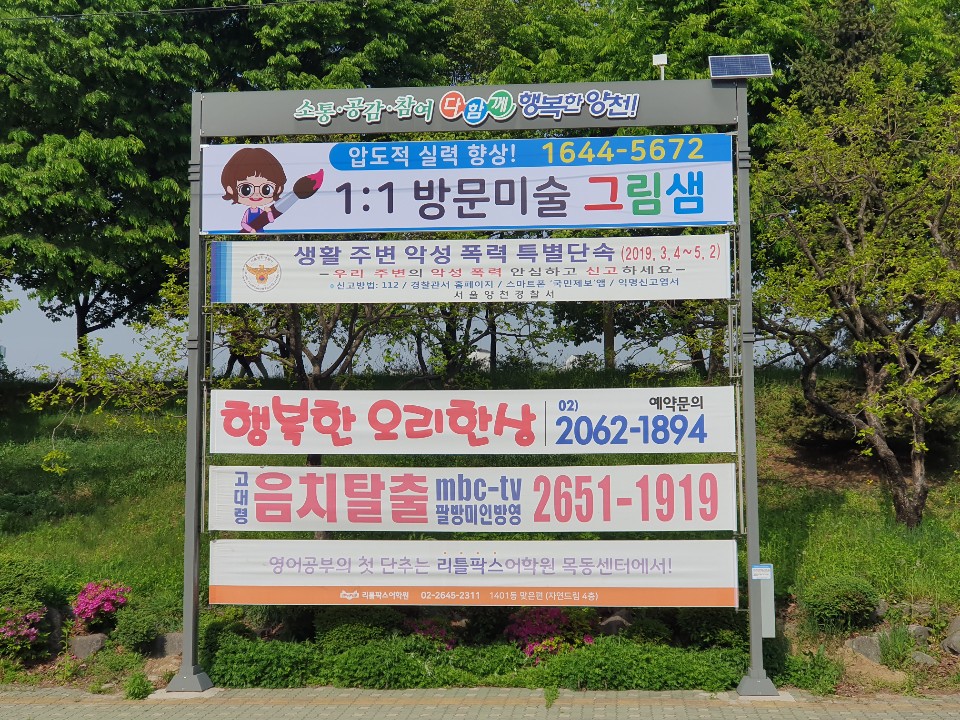 소통·공감·참여 다함께 행복한 양천!
압도적 실력 향상! 1644-5672
1:1 방문미술 그림샘
생활 주변 악성 폭력 특별단속 (2019. 3. 4~5. 2)
-우리 주변의 악성 폭력 안심하고 신고하세요-
○신고방법: 112 / 경찰관서 홈페이지 / 스마트폰 '국민제보'앱 / 익명신고엽서
서울양천경찰서
행복한 오리한상 02) 2062-1894 예약문의
고대령 음치탈출 mbc-tv 팔방미인방영 2651-1919
영어공부의 첫 단추는 리틀팍스어학원 목동센터에서!
리틀팍스어학원 02-2645-2311 1401동 맞은편 (자연드림 4층)